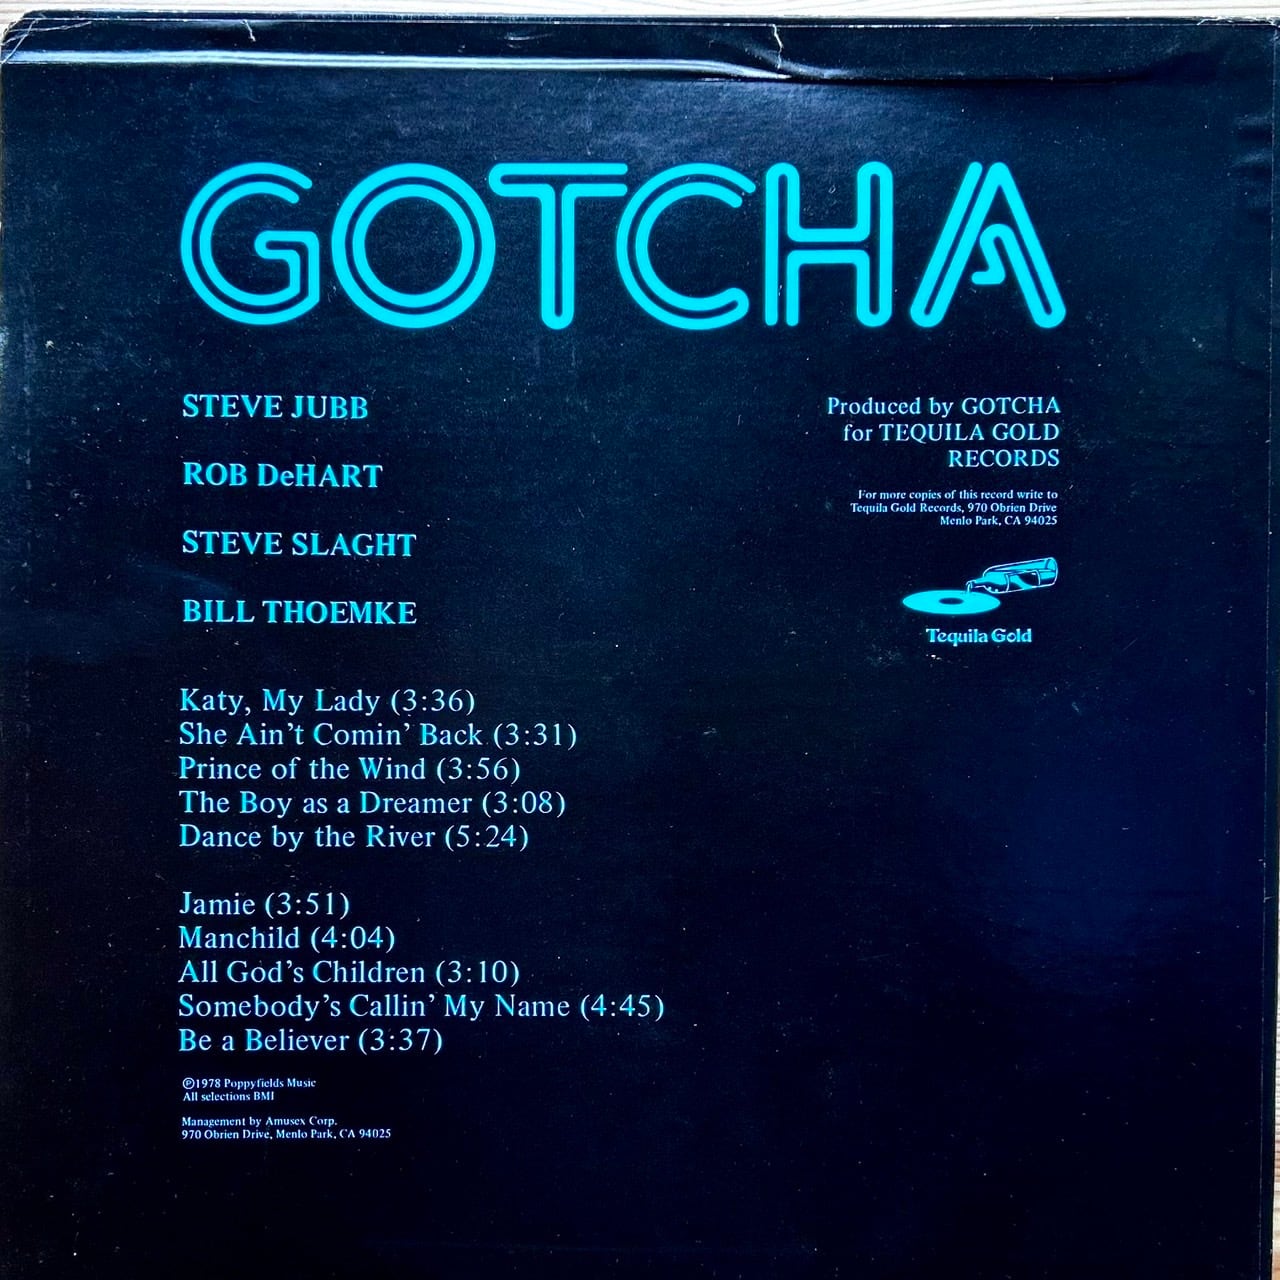 GOTCHA
STEVE JUBB
ROB DeHART
STEVE SLAGHT
BILL THOEMKE
Produced by GOTCHA
for TEQUILA GOLD
RECORDS
For more copies of this record write to
Tequila Gold Records, 970 Obrien Drive
Menlo Park, CA 94025
Tequila Gold
Katy, My Lady (3:36)
She Ain't Comin' Back (3:31)
Prince of the Wind (3:56)
The Boy as a Dreamer (3:08)
Dance by the River (5:24)
Jamie (3:51)
Manchild (4:04)
All God's Children (3:10)
Somebody's Callin' My Name (4:45)
Be a Believer (3:37)
℗1978 Poppyfields Music
All selections BMI
Management by Amusex Corp.
970 Obrien Drive, Menlo Park, CA 94025